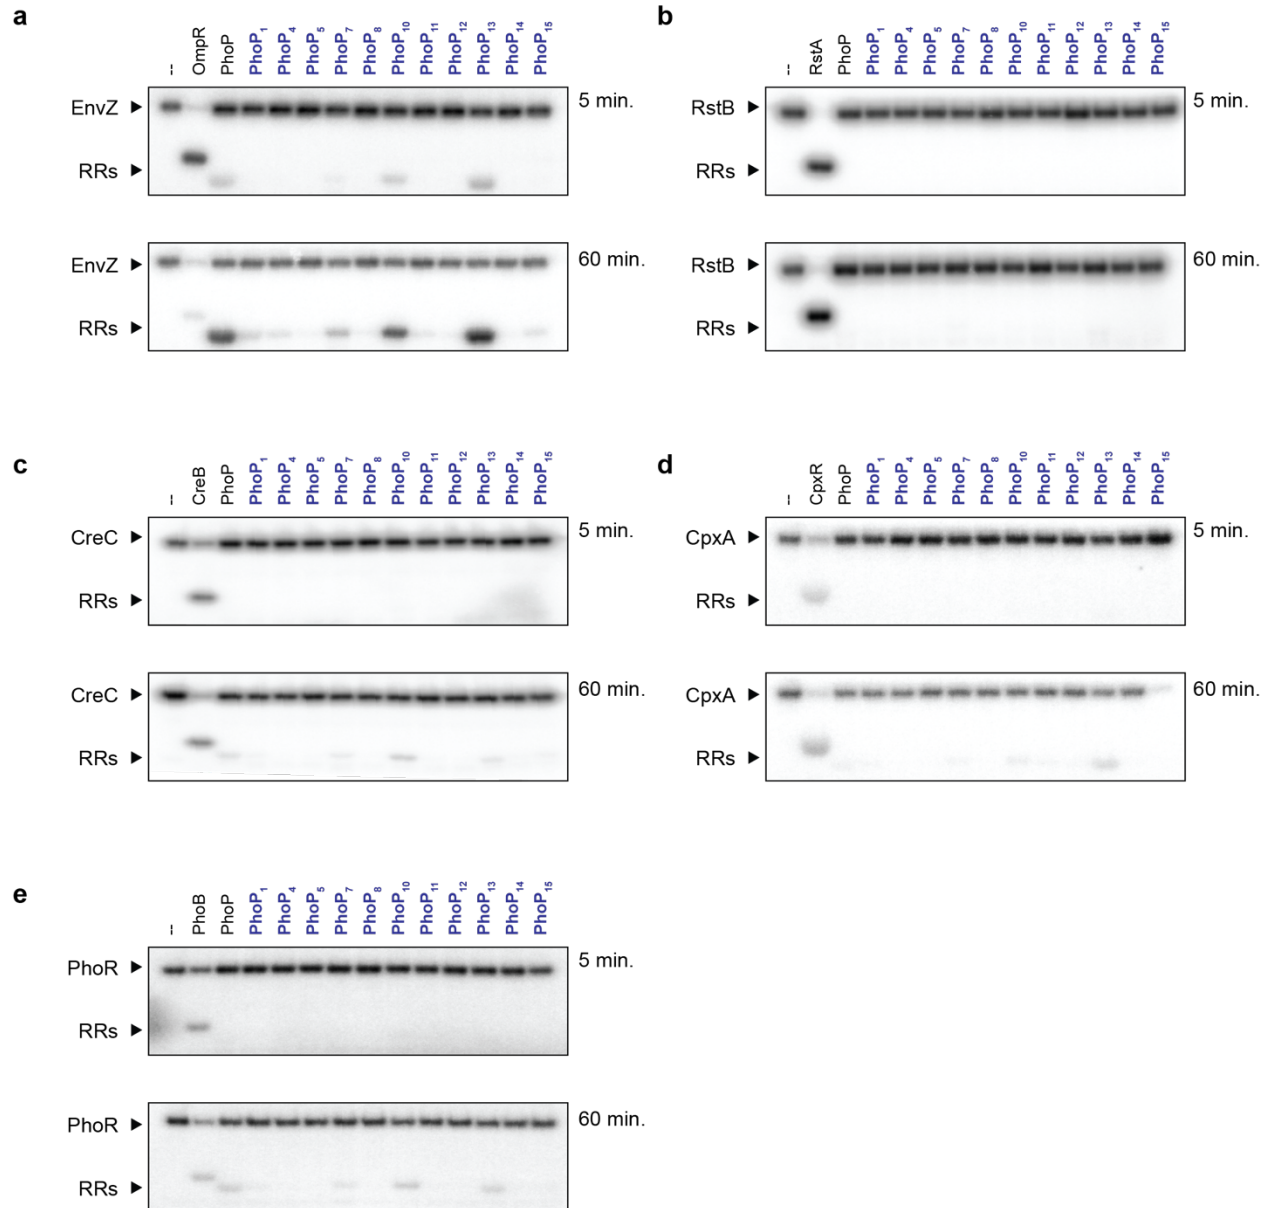 a
-- OmpR PhoP PhoP1 PhoP4 PhoP5 PhoP7 PhoP8 PhoP10 PhoP11 PhoP12 PhoP13 PhoP14 PhoP15
EnvZ ► 5 min.
RRs ►
EnvZ ► 60 min.
RRs ►
b
-- RstA PhoP PhoP1 PhoP4 PhoP5 PhoP7 PhoP8 PhoP10 PhoP11 PhoP12 PhoP13 PhoP14 PhoP15
RstB ► 5 min.
RRs ►
RstB ► 60 min.
RRs ►
c
-- CreB PhoP PhoP1 PhoP4 PhoP5 PhoP7 PhoP8 PhoP10 PhoP11 PhoP12 PhoP13 PhoP14 PhoP15
CreC ► 5 min.
RRs ►
CreC ► 60 min.
RRs ►
d
-- CpxR PhoP PhoP1 PhoP4 PhoP5 PhoP7 PhoP8 PhoP10 PhoP11 PhoP12 PhoP13 PhoP14 PhoP15
CpxA ► 5 min.
RRs ►
CpxA ► 60 min.
RRs ►
e
-- PhoB PhoP PhoP1 PhoP4 PhoP5 PhoP7 PhoP8 PhoP10 PhoP11 PhoP12 PhoP13 PhoP14 PhoP15
PhoR ► 5 min.
RRs ►
PhoR ► 60 min.
RRs ►